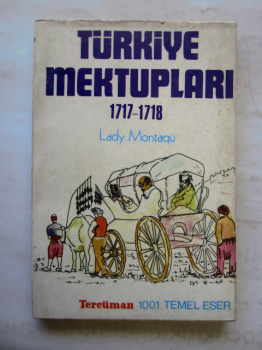 TÜRKİYE
MEKTUPLARI
1717-1718
Lady Montagu
Tercüman 1001 TEMEL ESER